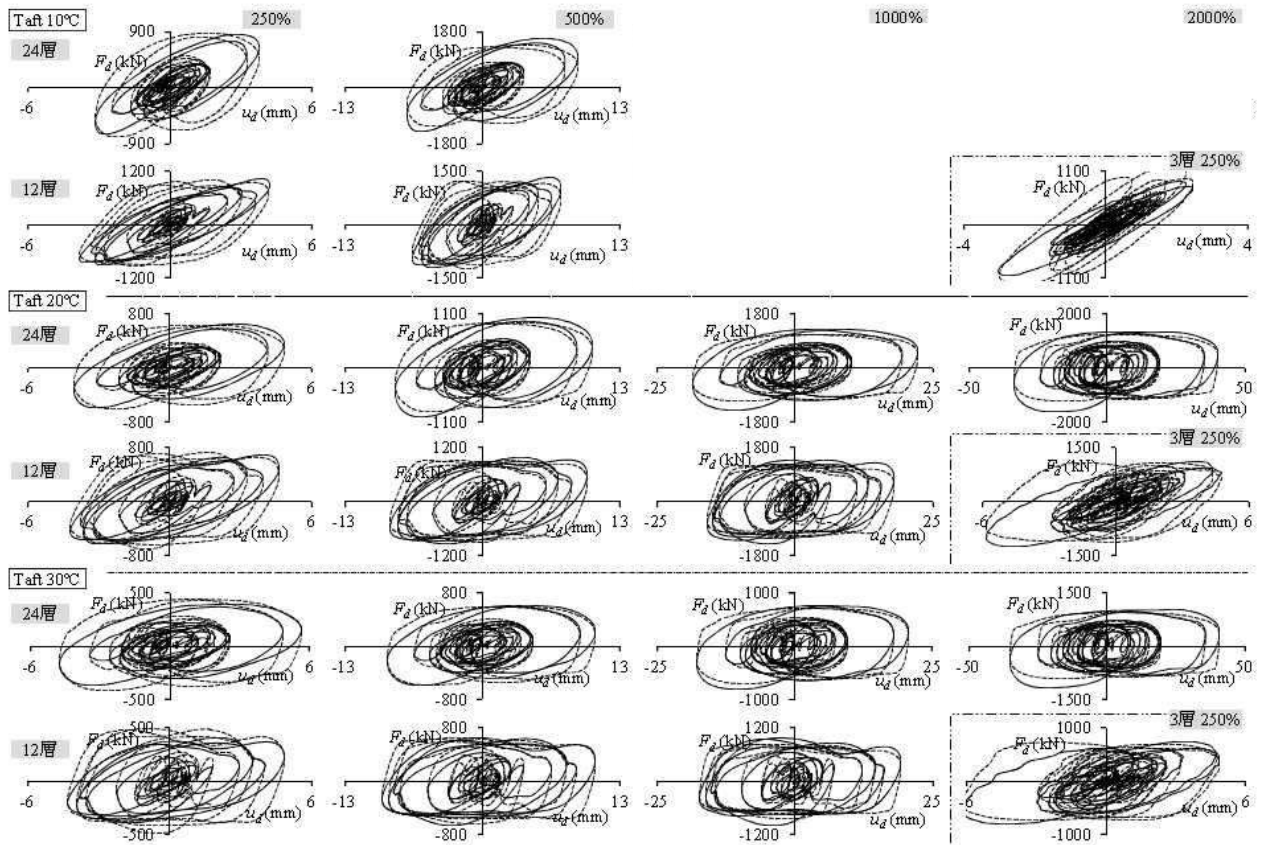 Taft 10℃
250%
500%
1000%
2000%
24層
900
F_d (kN)
-6
u_d (mm)
6
-900
1800
F_d (kN)
-13
u_d (mm)
13
-1800
12層
1200
F_d (kN)
-6
u_d (mm)
6
-1200
1500
F_d (kN)
-13
u_d (mm)
13
-1500
3層 250%
1100
F_d (kN)
-4
u_d (mm)
4
-1100
Taft 20℃
24層
800
F_d (kN)
-6
u_d (mm)
6
-800
1100
F_d (kN)
-13
u_d (mm)
13
-1100
1800
F_d (kN)
-25
u_d (mm)
25
-1800
2000
F_d (kN)
-50
50
u_d (mm)
-2000
12層
800
F_d (kN)
-6
u_d (mm)
6
-800
1200
F_d (kN)
-13
u_d (mm)
13
-1200
1800
F_d (kN)
-25
u_d (mm)
25
-1800
3層 250%
1500
F_d (kN)
-6
u_d (mm)
6
-1500
Taft 30℃
24層
500
F_d (kN)
-6
u_d (mm)
6
-500
800
F_d (kN)
-13
u_d (mm)
13
-800
1000
F_d (kN)
-25
u_d (mm)
25
-1000
1500
F_d (kN)
-50
u_d (mm)
50
-1500
12層
500
F_d (kN)
-6
u_d (mm)
6
-500
800
F_d (kN)
-13
u_d (mm)
13
-800
1200
F_d (kN)
-25
u_d (mm)
25
-1200
3層 250%
1000
F_d (kN)
-6
u_d (mm)
6
-1000